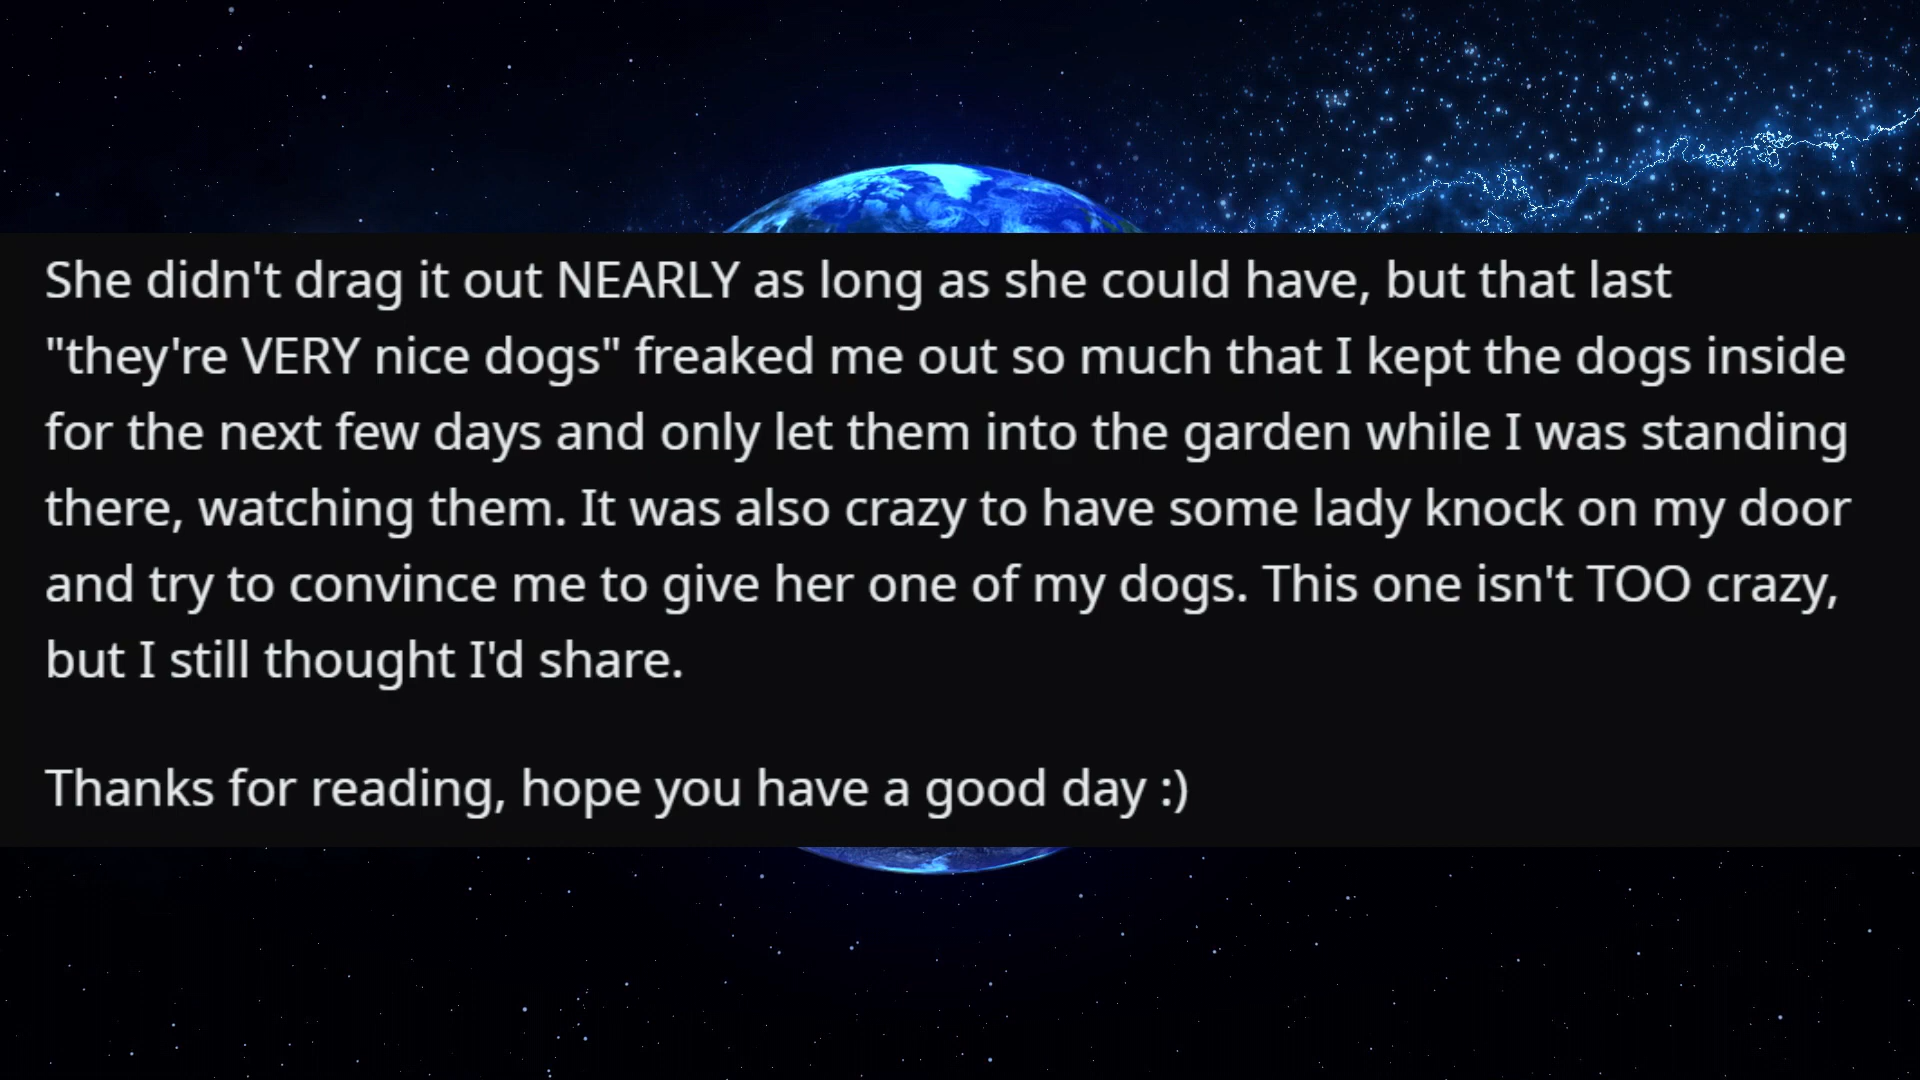 She didn't drag it out NEARLY as long as she could have, but that last
"they're VERY nice dogs" freaked me out so much that I kept the dogs inside
for the next few days and only let them into the garden while I was standing
there, watching them. It was also crazy to have some lady knock on my door
and try to convince me to give her one of my dogs. This one isn't TOO crazy,
but I still thought I'd share.
Thanks for reading, hope you have a good day :)